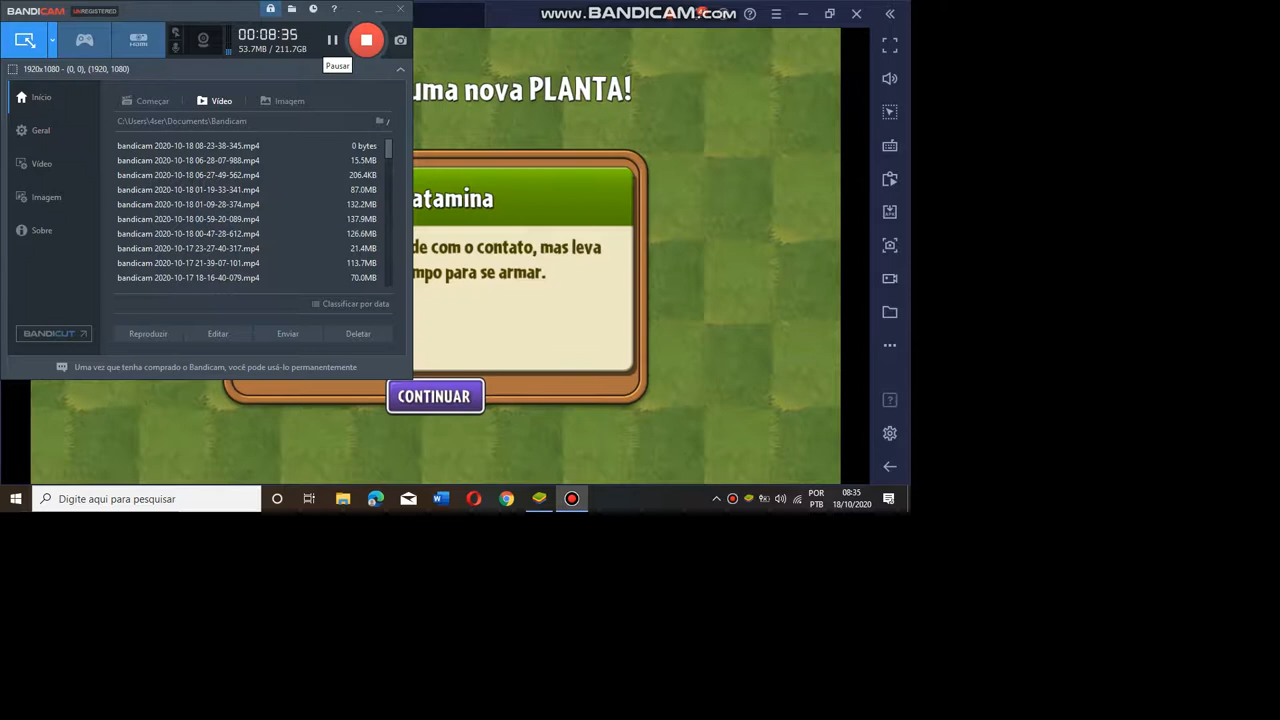 BANDICAM UNREGISTERED
www.BANDICAM.com
HDMI
00:08:35
53.7MB / 211.7GB
Pausar
1920x1080 - (0, 0), (1920, 1080)
Início
Geral
Vídeo
Imagem
Sobre
BANDICUT
Começar Vídeo Imagem
C:\Users\4ser\Documents\Bandicam
bandicam 2020-10-18 08-23-38-345.mp4 0 bytes
bandicam 2020-10-18 06-28-07-988.mp4 15.5MB
bandicam 2020-10-18 06-27-49-562.mp4 206.4KB
bandicam 2020-10-18 01-19-33-341.mp4 87.0MB
bandicam 2020-10-18 01-09-28-374.mp4 132.2MB
bandicam 2020-10-18 00-59-20-089.mp4 137.9MB
bandicam 2020-10-18 00-47-28-612.mp4 126.6MB
bandicam 2020-10-17 23-27-40-317.mp4 21.4MB
bandicam 2020-10-17 21-39-07-101.mp4 113.7MB
bandicam 2020-10-17 18-16-40-079.mp4 70.0MB
Classificar por data
Reproduzir Editar Enviar Deletar
Uma vez que tenha comprado o Bandicam, você pode usá-lo permanentemente
uma nova PLANTA!
atamina
de com o contato, mas leva
mpo para se armar.
CONTINUAR
Digite aqui para pesquisar
POR
PTB
08:35
18/10/2020